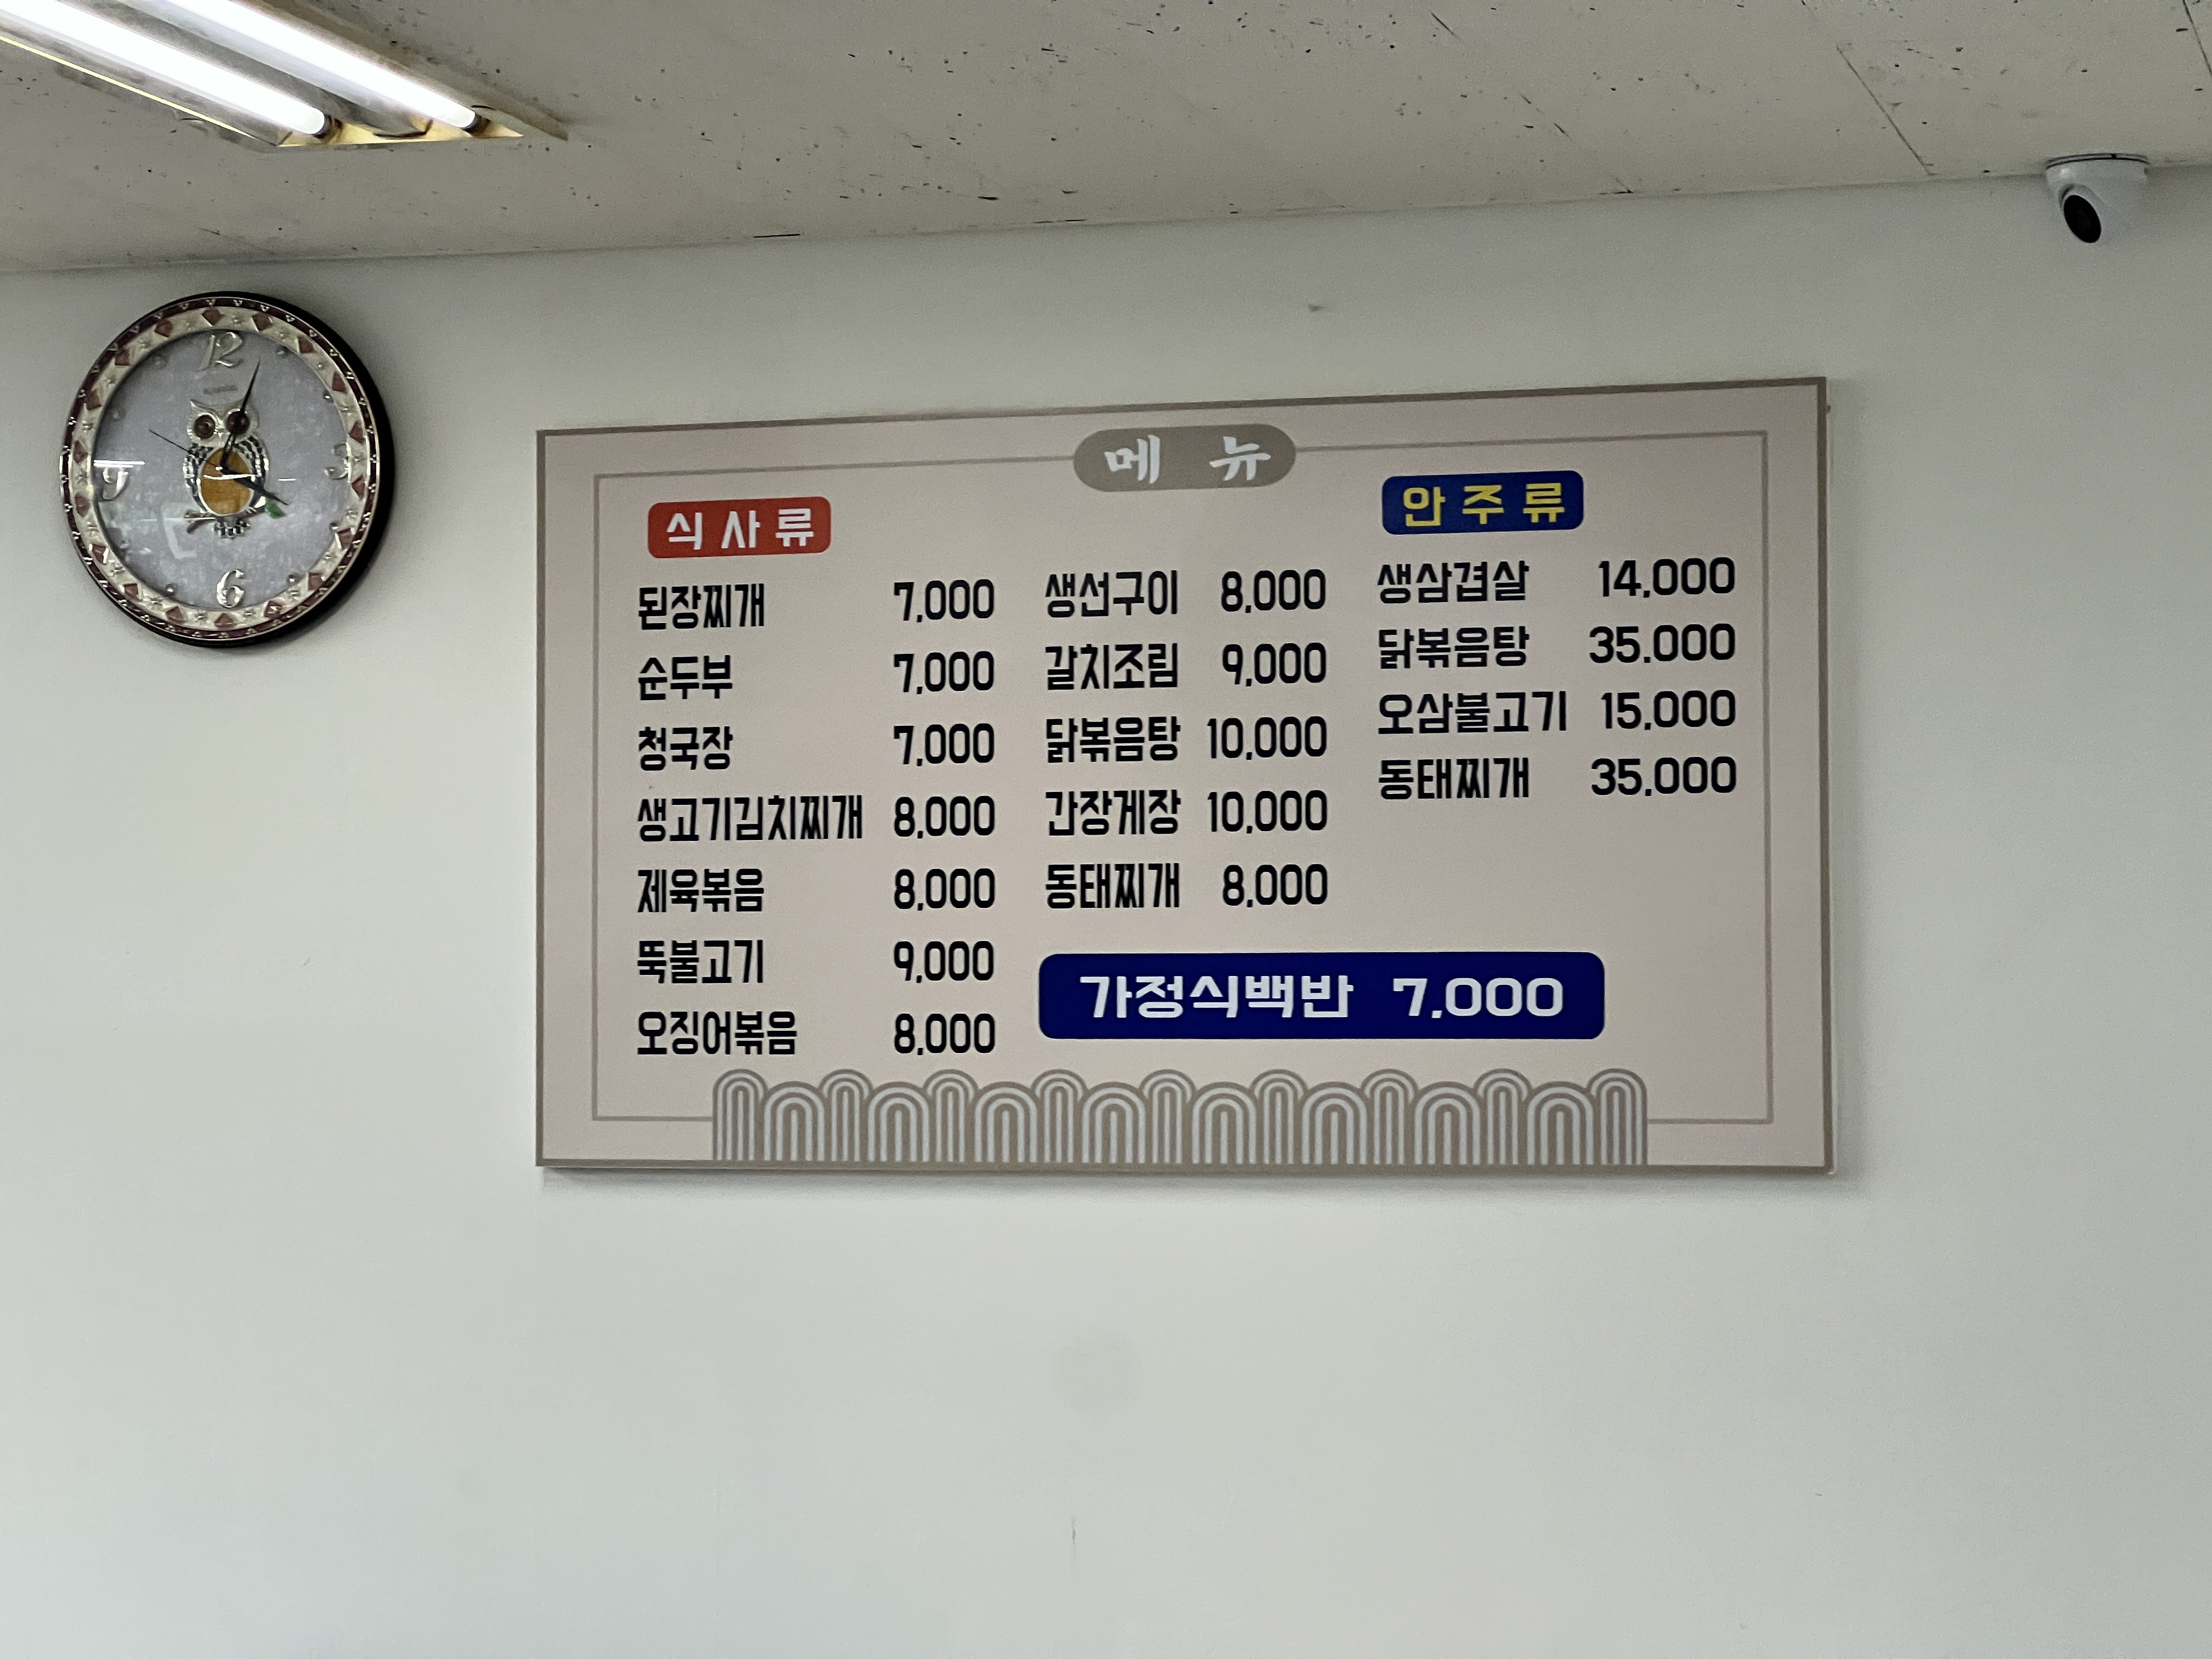 12
3
6
9
메 뉴
식사류
된장찌개 7,000
순두부 7,000
청국장 7,000
생고기김치찌개 8,000
제육볶음 8,000
뚝불고기 9,000
오징어볶음 8,000
생선구이 8,000
갈치조림 9,000
닭볶음탕 10,000
간장게장 10,000
동태찌개 8,000
안주류
생삼겹살 14,000
닭볶음탕 35,000
오삼불고기 15,000
동태찌개 35,000
가정식백반 7,000